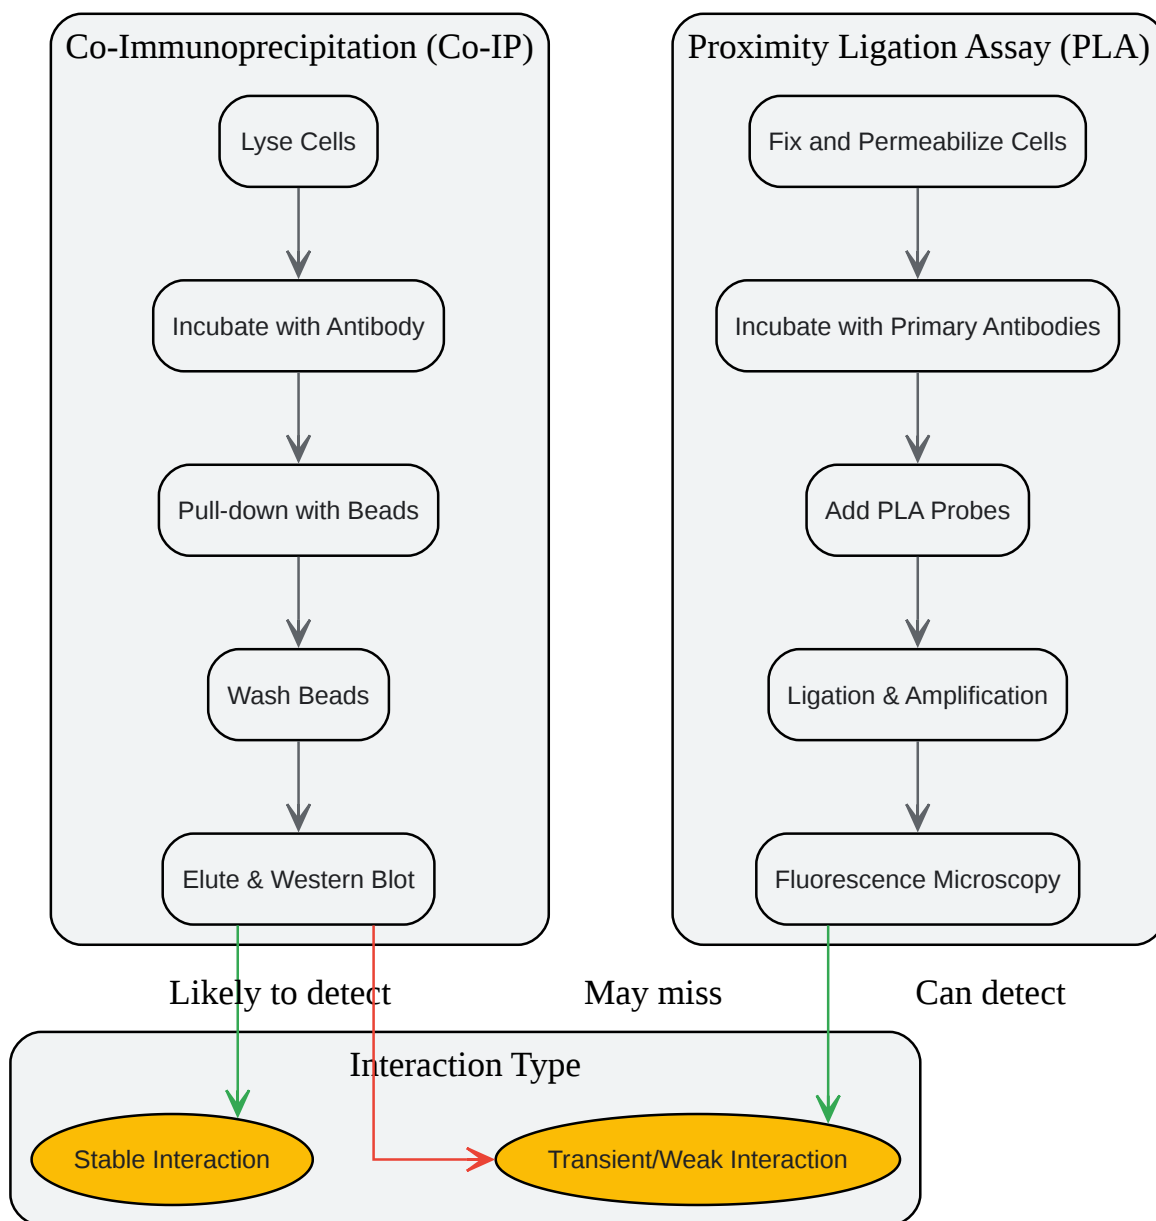 Co-Immunoprecipitation (Co-IP)
Lyse Cells
Incubate with Antibody
Pull-down with Beads
Wash Beads
Elute & Western Blot
Proximity Ligation Assay (PLA)
Fix and Permeabilize Cells
Incubate with Primary Antibodies
Add PLA Probes
Ligation & Amplification
Fluorescence Microscopy
Likely to detect
May miss
Can detect
Interaction Type
Stable Interaction
Transient/Weak Interaction